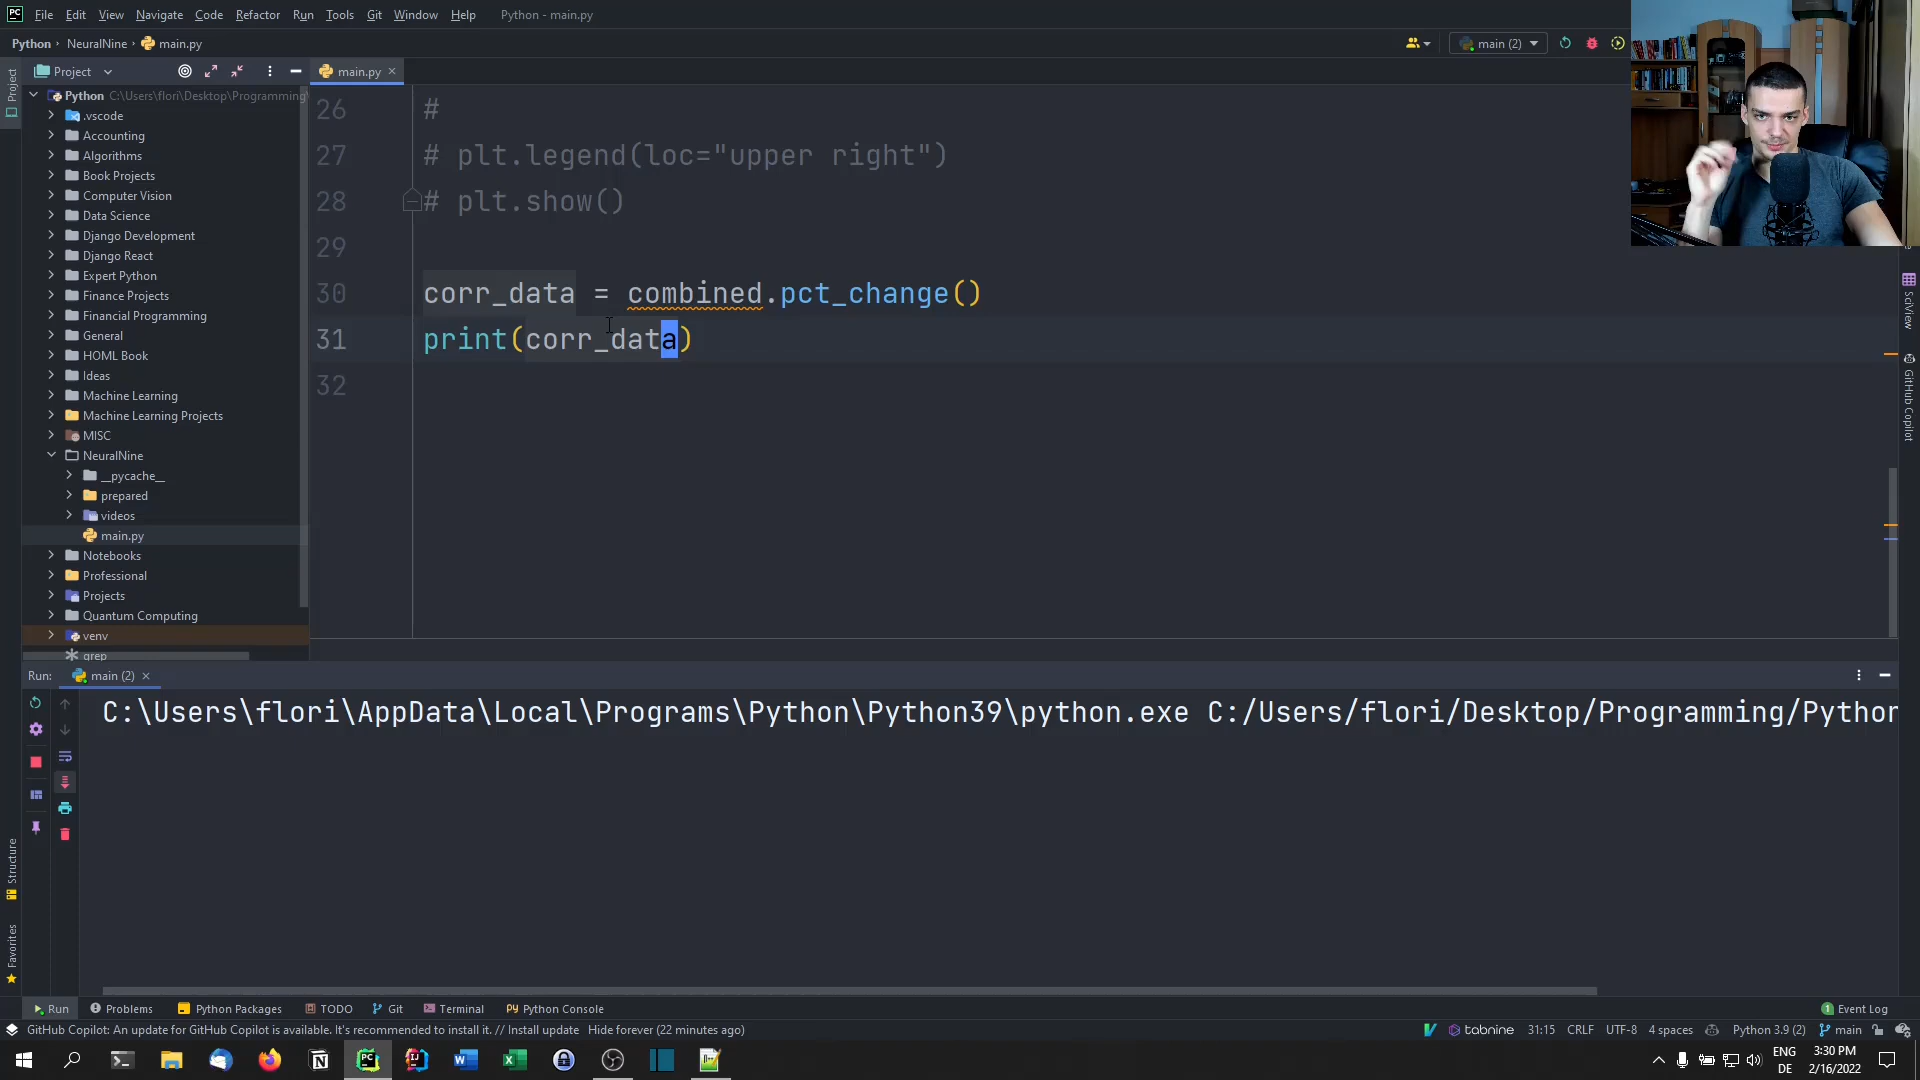 PC File Edit View Navigate Code Refactor Run Tools Git Window Help Python - main.py
Python NeuralNine main.py
main (2)
Project
main.py
Project
Python C:\Users\flori\Desktop\Programming\
.vscode
Accounting
Algorithms
Book Projects
Computer Vision
Data Science
Django Development
Django React
Expert Python
Finance Projects
Financial Programming
General
HOML Book
Ideas
Machine Learning
Machine Learning Projects
MISC
NeuralNine
__pycache__
prepared
videos
main.py
Notebooks
Professional
Projects
Quantum Computing
venv
grep
26 #
27 # plt.legend(loc="upper right")
28 # plt.show()
29
30 corr_data = combined.pct_change()
31 print(corr_data)
32
SciView
GitHub Copilot
Run: main (2)
C:\Users\flori\AppData\Local\Programs\Python\Python39\python.exe C:/Users/flori/Desktop/Programming/Python
Structure
Favorites
Run Problems Python Packages TODO Git Terminal Python Console Event Log
GitHub Copilot: An update for GitHub Copilot is available. It's recommended to install it. // Install update Hide forever (22 minutes ago) tabnine 31:15 CRLF UTF-8 4 spaces Python 3.9 (2) main
ENG 3:30 PM
DE 2/16/2022